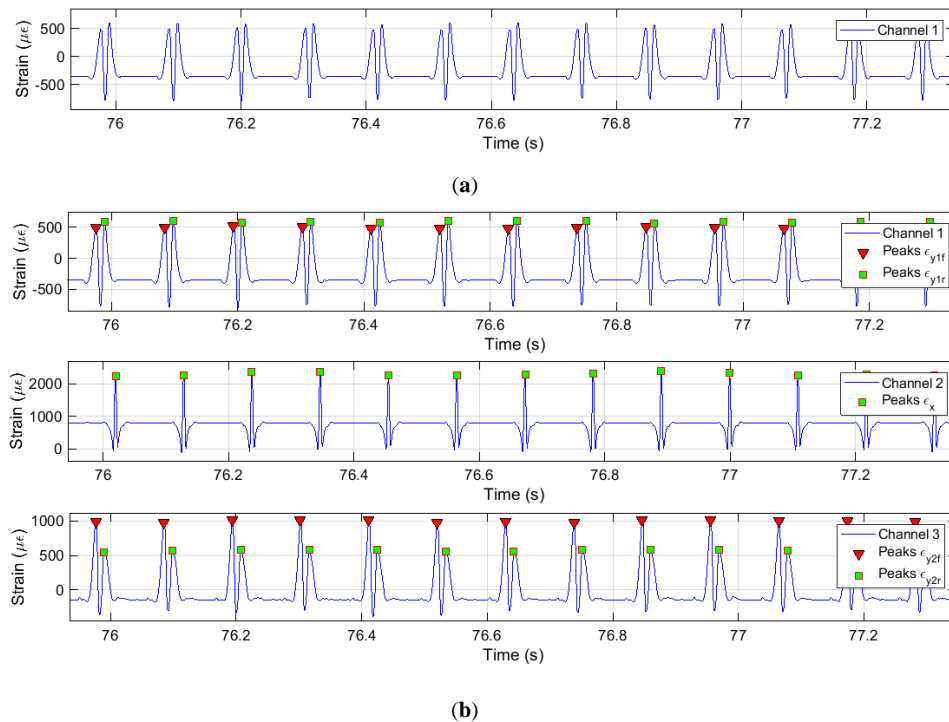 500
0
-500
Strain (με)
Channel 1
76 76.2 76.4 76.6 76.8 77 77.2
Time (s)
(a)
500
0
-500
Strain (με)
Channel 1
Peaks ϵy1f
Peaks ϵy1r
76 76.2 76.4 76.6 76.8 77 77.2
Time (s)
2000
1000
0
Strain (με)
Channel 2
Peaks ϵx
76 76.2 76.4 76.6 76.8 77 77.2
Time (s)
1000
500
0
Strain (με)
Channel 3
Peaks ϵy2f
Peaks ϵy2r
76 76.2 76.4 76.6 76.8 77 77.2
Time (s)
(b)